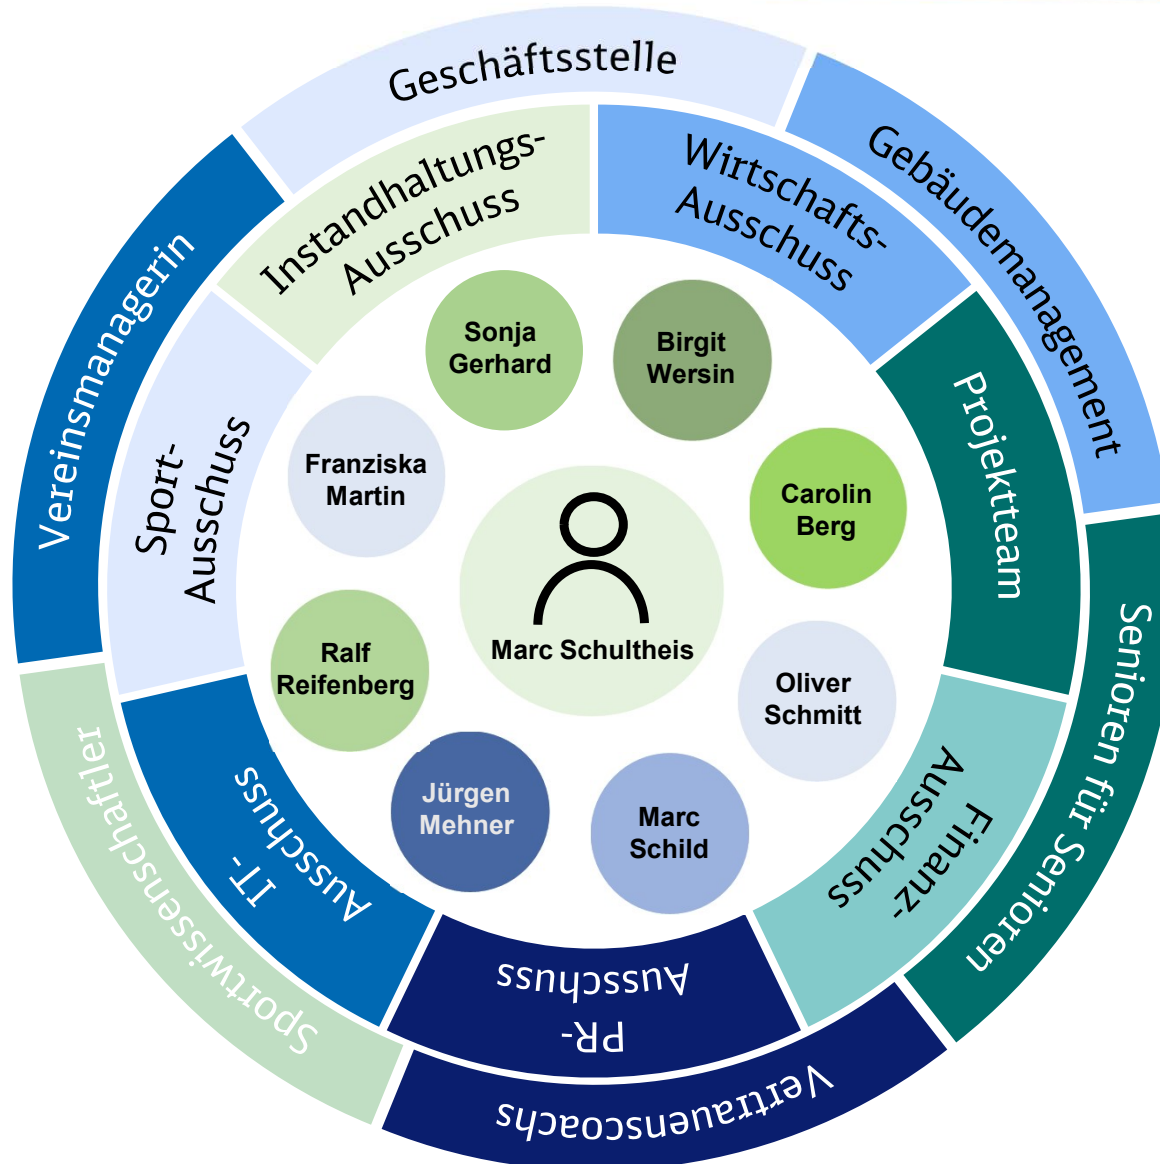 Geschäftsstelle
Gebäudemanagement
Senioren für Senioren
Vertrauenscoachs
Sportwissenschaftler
Vereinsmanagerin
Instandhaltungs-
Ausschuss
Wirtschafts-
Ausschuss
Projektteam
Finanz-
Ausschuss
PR-
Ausschuss
IT-
Ausschuss
Sport-
Ausschuss
Sonja
Gerhard
Birgit
Wersin
Carolin
Berg
Oliver
Schmitt
Marc
Schild
Jürgen
Mehner
Ralf
Reifenberg
Franziska
Martin
Marc Schultheis